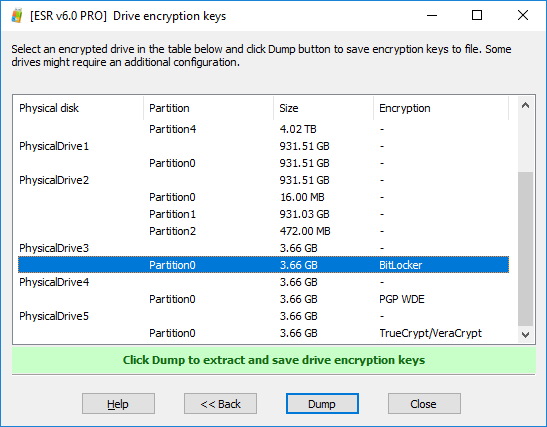 [ESR v6.0 PRO] Drive encryption keys
Select an encrypted drive in the table below and click Dump button to save encryption keys to file. Some
drives might require an additional configuration.
Physical disk Partition Size Encryption
Partition4 4.02 TB -
PhysicalDrive1 931.51 GB -
Partition0 931.51 GB -
PhysicalDrive2 931.51 GB -
Partition0 16.00 MB -
Partition1 931.03 GB -
Partition2 472.00 MB -
PhysicalDrive3 3.66 GB -
Partition0 3.66 GB BitLocker
PhysicalDrive4 3.66 GB -
Partition0 3.66 GB PGP WDE
PhysicalDrive5 3.66 GB -
Partition0 3.66 GB TrueCrypt/VeraCrypt
Click Dump to extract and save drive encryption keys
Help << Back Dump Close